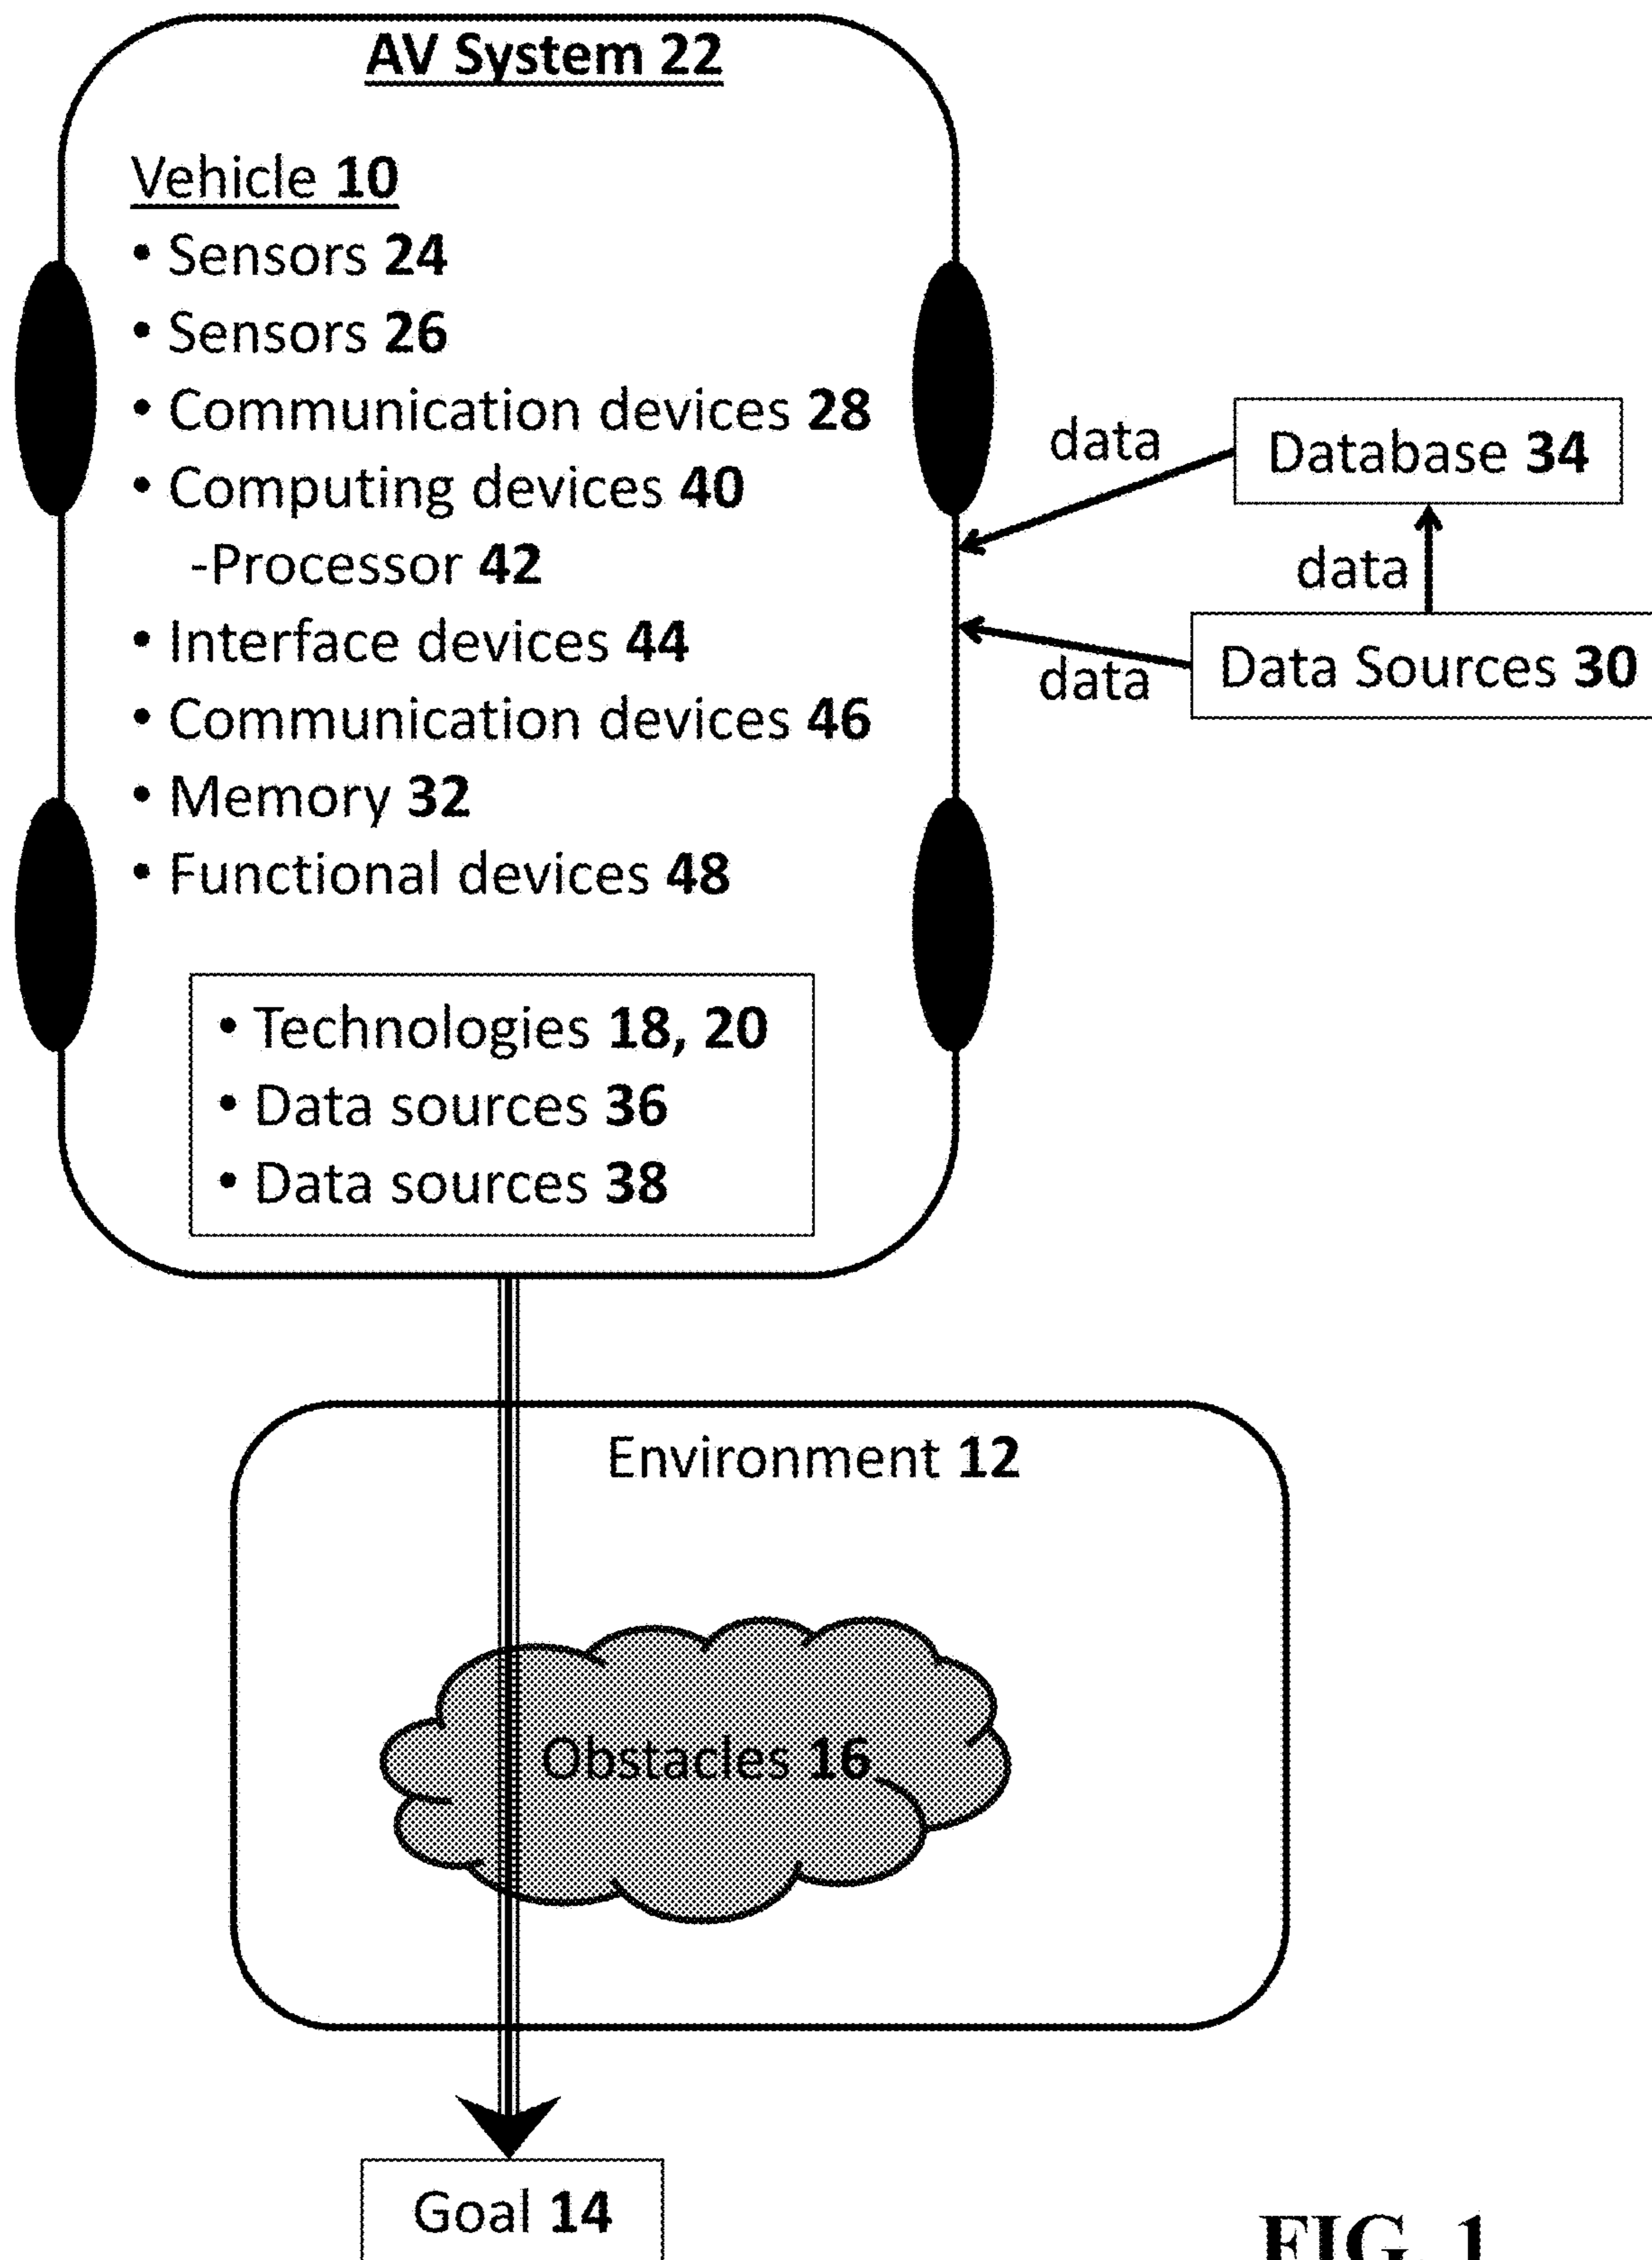 AV System 22
Vehicle 10
• Sensors 24
• Sensors 26
• Communication devices 28
• Computing devices 40
-Processor 42
• Interface devices 44
• Communication devices 46
• Memory 32
• Functional devices 48
• Technologies 18, 20
• Data sources 36
• Data sources 38
data
Database 34
data
Data Sources 30
data
Environment 12
Obstacles 16
Goal 14
FIG. 1